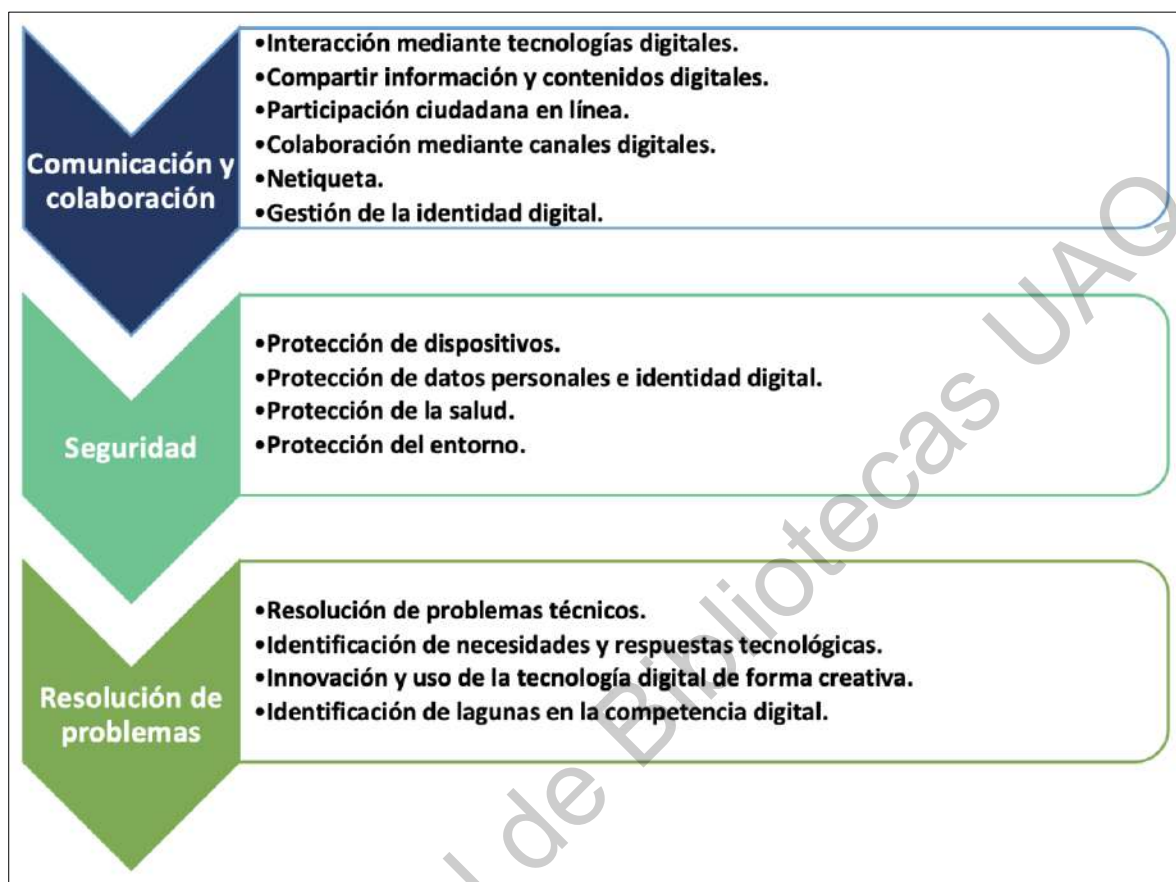 •Interacción mediante tecnologías digitales.
•Compartir información y contenidos digitales.
•Participación ciudadana en línea.
•Colaboración mediante canales digitales.
•Netiqueta.
•Gestión de la identidad digital.
Comunicación y
colaboración
•Protección de dispositivos.
•Protección de datos personales e identidad digital.
•Protección de la salud.
•Protección del entorno.
Seguridad
•Resolución de problemas técnicos.
•Identificación de necesidades y respuestas tecnológicas.
•Innovación y uso de la tecnología digital de forma creativa.
•Identificación de lagunas en la competencia digital.
Resolución de
problemas
de Bibliotecas UAQ